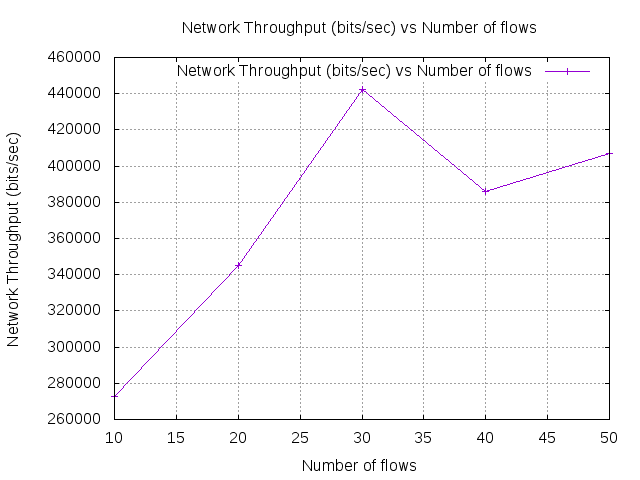 Network Throughput (bits/sec) vs Number of flows
Network Throughput (bits/sec) vs Number of flows
Network Throughput (bits/sec)
460000
440000
420000
400000
380000
360000
340000
320000
300000
280000
260000
10 15 20 25 30 35 40 45 50
Number of flows